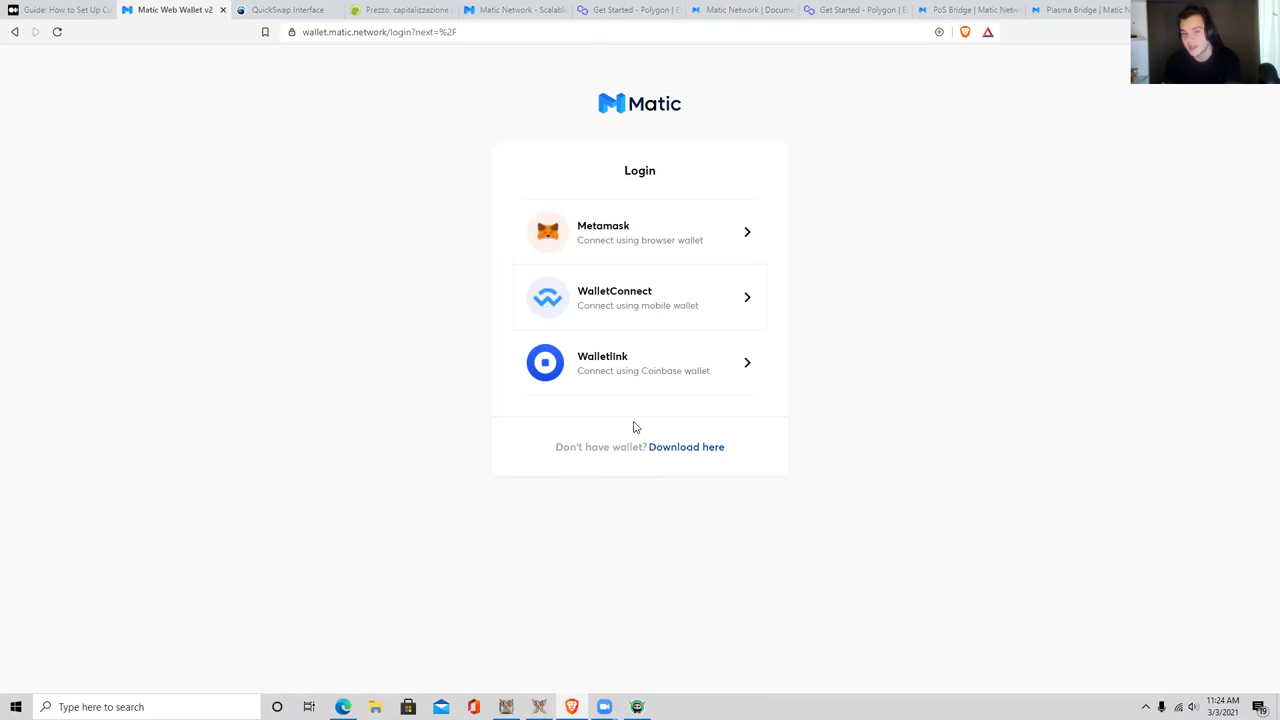 Guide: How to Set Up Cu
Matic Web Wallet v2
QuickSwap Interface
Prezzo, capitalizzazione
Matic Network - Scalabl
Get Started - Polygon | E
Matic Network | Docume
Get Started - Polygon | E
PoS Bridge | Matic Netw
Plasma Bridge | Matic N
wallet.matic.network/login?next=%2F
Matic
Login
Metamask
Connect using browser wallet
WalletConnect
Connect using mobile wallet
Walletlink
Connect using Coinbase wallet
Don't have wallet? Download here
Type here to search
11:24 AM
3/3/2021
19